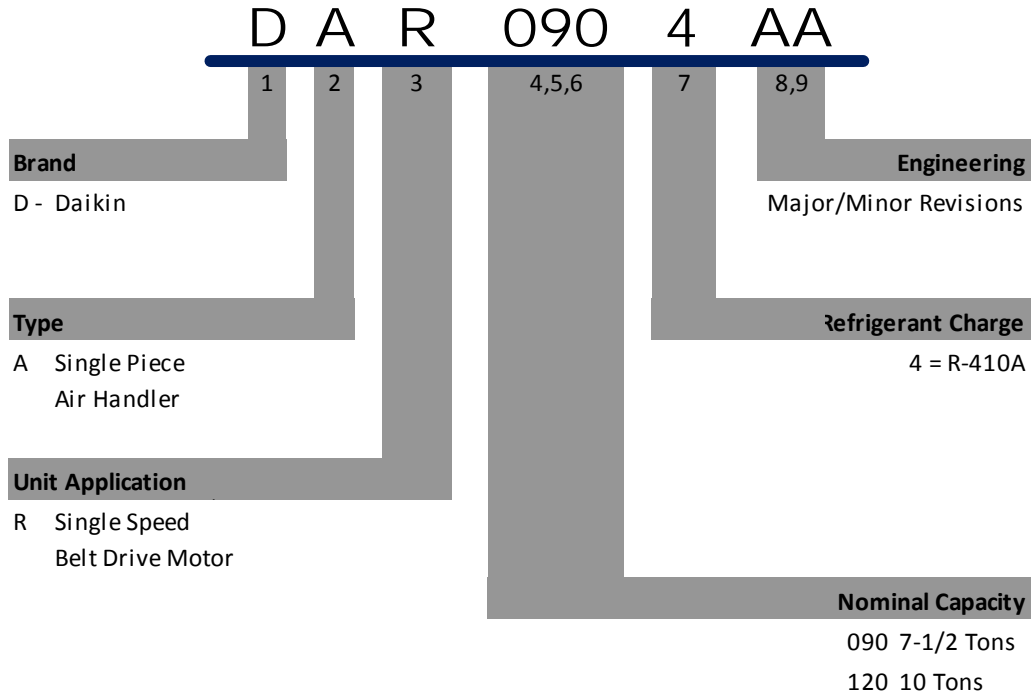 D A R 090 4 AA
1 2 3 4,5,6 7 8,9
Brand
D - Daikin
Engineering
Major/Minor Revisions
Type
A Single Piece
Air Handler
Refrigerant Charge
4 = R-410A
Unit Application
R Single Speed
Belt Drive Motor
Nominal Capacity
090 7-1/2 Tons
120 10 Tons